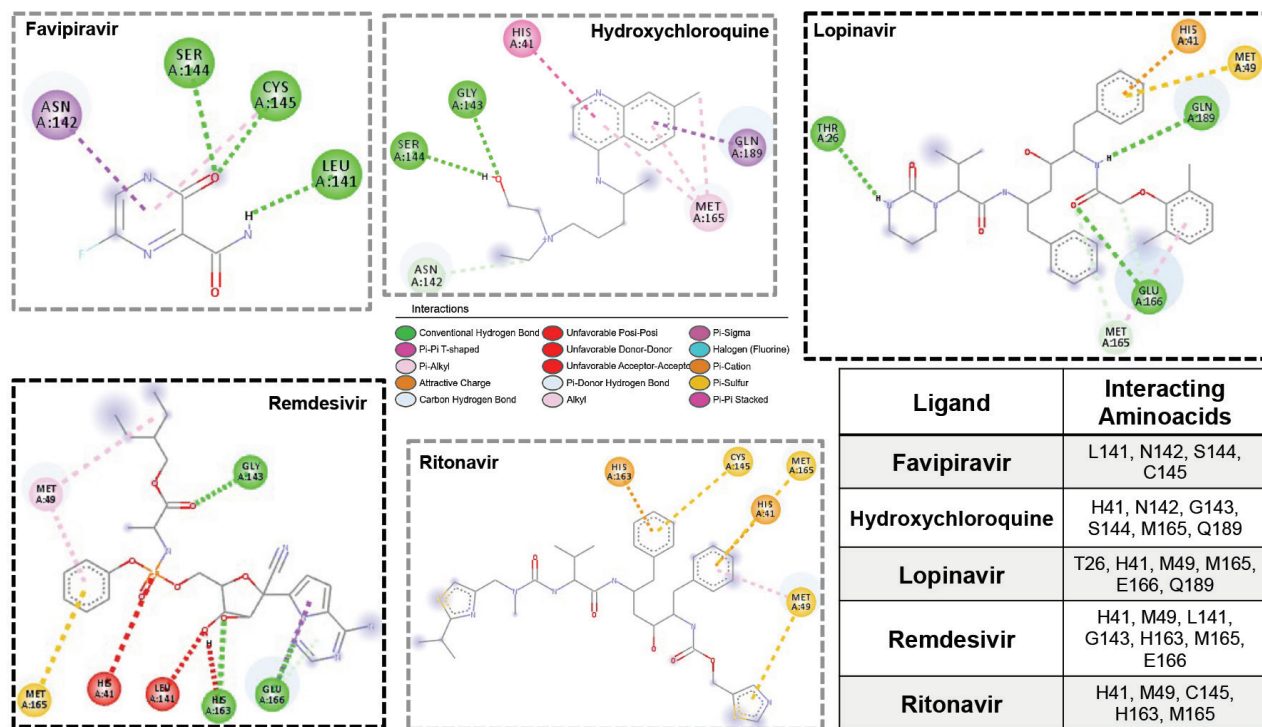 Favipiravir
SER
A:144
CYS
A:145
ASN
A:142
LEU
A:141
H
N
N
N
O
O
F
Hydroxychloroquine
HIS
A:41
GLY
A:143
SER
A:144
GLN
A:189
MET
A:165
ASN
A:142
H
O
N
N
N
Lopinavir
HIS
A:41
MET
A:49
GLN
A:189
THR
A:26
GLU
A:166
MET
A:165
O
N
H
N
H
N
N
O
O
O
O
Interactions
Conventional Hydrogen Bond
Pi-Pi T-shaped
Pi-Alkyl
Attractive Charge
Carbon Hydrogen Bond
Unfavorable Posi-Posi
Unfavorable Donor-Donor
Unfavorable Acceptor-Acceptor
Pi-Donor Hydrogen Bond
Alkyl
Pi-Sigma
Halogen (Fluorine)
Pi-Cation
Pi-Sulfur
Pi-Pi Stacked
Remdesivir
MET
A:49
GLY
A:143
MET
A:165
HIS
A:41
LEU
A:141
HIS
A:163
GLU
A:166
Ritonavir
HIS
A:163
CYS
A:145
MET
A:165
HIS
A:41
MET
A:49
Ligand Interacting
Aminoacids
Favipiravir L141, N142, S144,
C145
Hydroxychloroquine H41, N142, G143,
S144, M165, Q189
Lopinavir T26, H41, M49, M165,
E166, Q189
Remdesivir H41, M49, L141,
G143, H163, M165,
E166
Ritonavir H41, M49, C145,
H163, M165